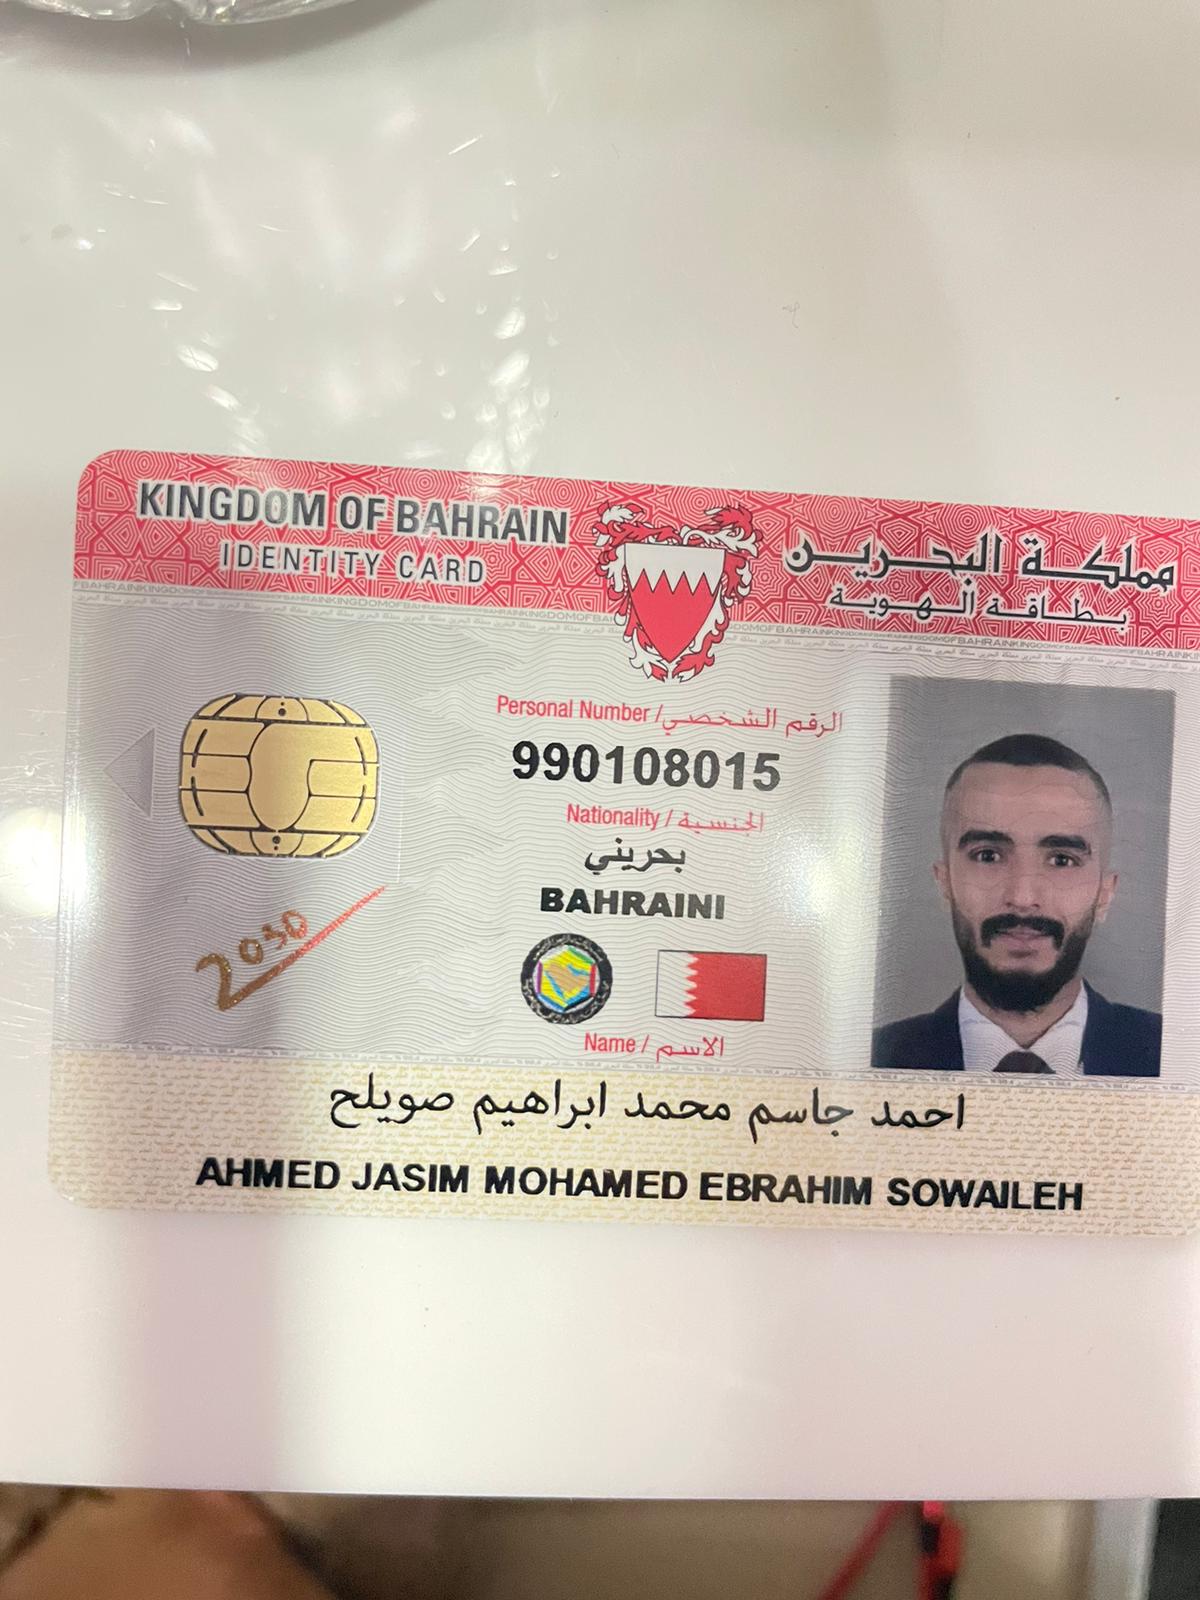 KINGDOM OF BAHRAIN
IDENTITY CARD
مملكة البحرين
بطاقة الهوية
Personal Number / الرقم الشخصي
990108015
Nationality / الجنسية
بحريني
BAHRAINI
2030
Name / الاسم
احمد جاسم محمد ابراهيم صويلح
AHMED JASIM MOHAMED EBRAHIM SOWAILEH